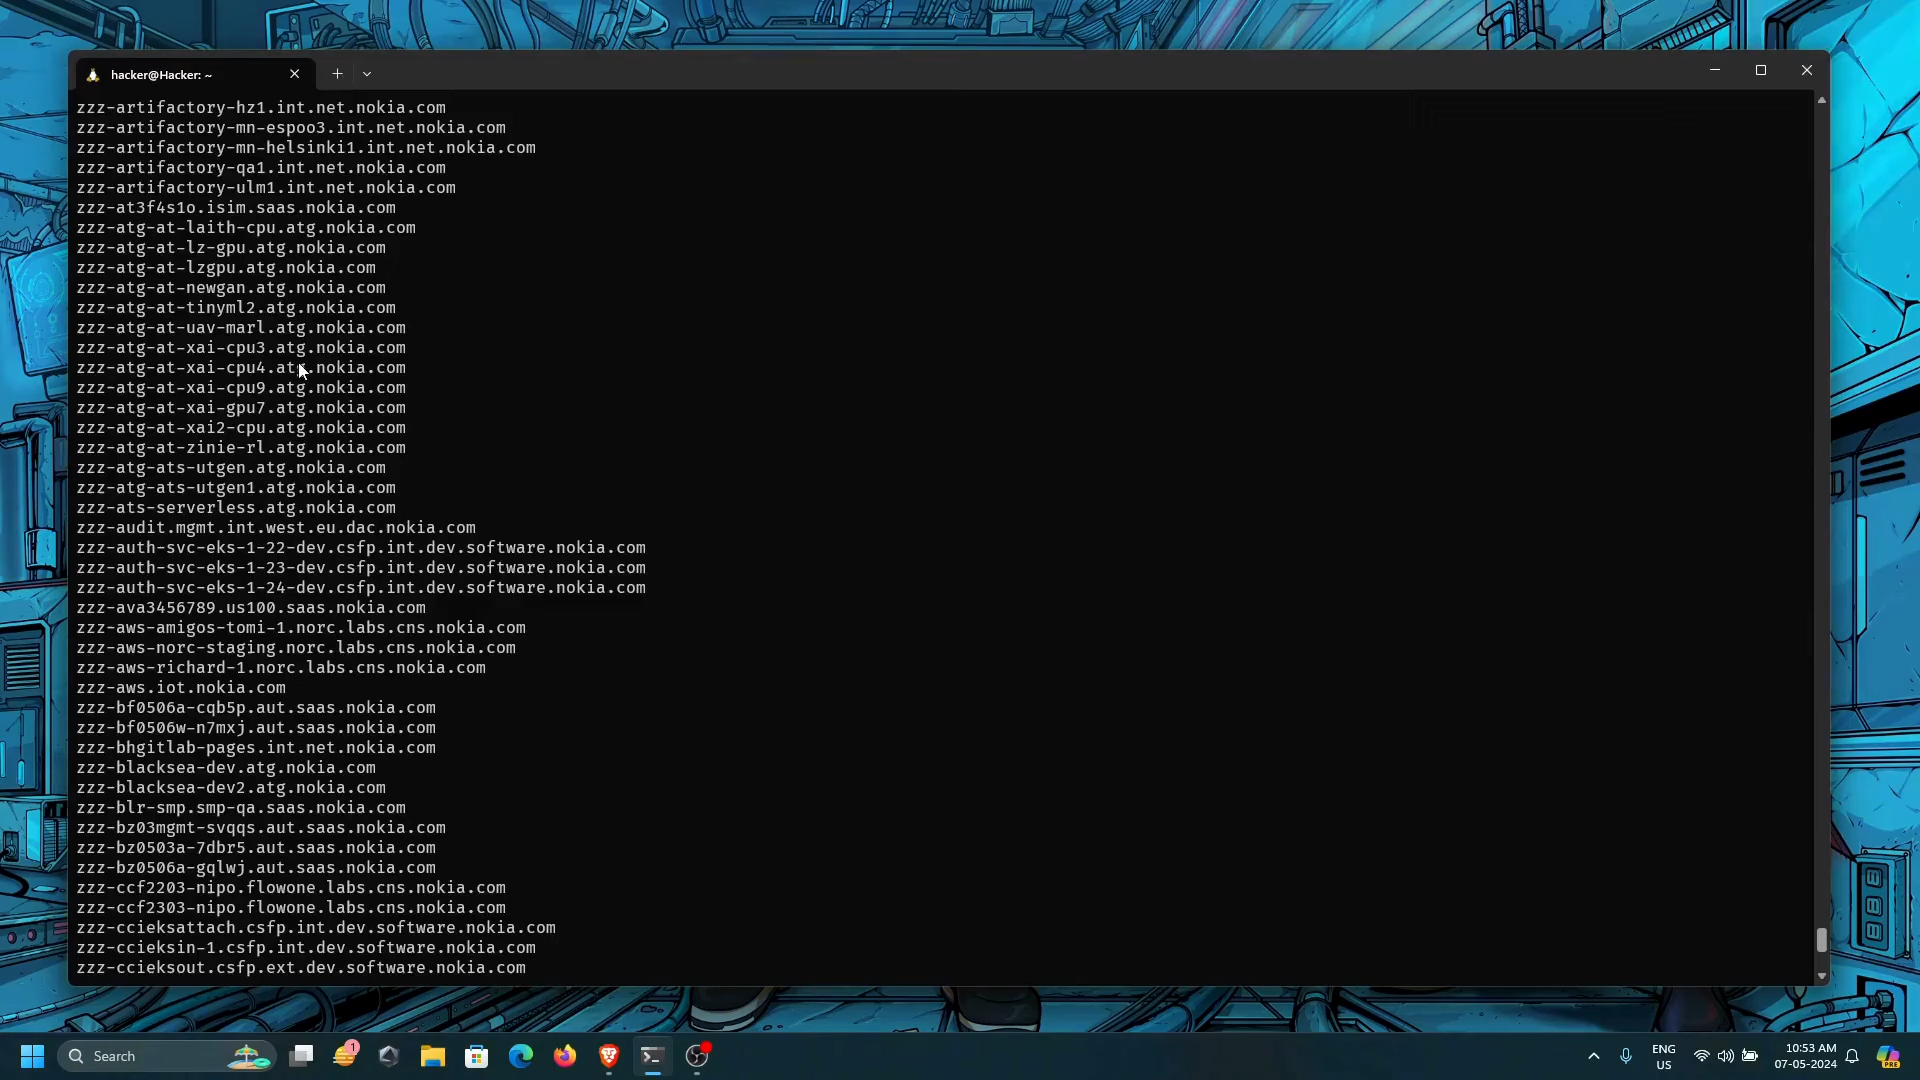 hacker@Hacker: ~
zzz-artifactory-hz1.int.net.nokia.com
zzz-artifactory-mn-espoo3.int.net.nokia.com
zzz-artifactory-mn-helsinki1.int.net.nokia.com
zzz-artifactory-qa1.int.net.nokia.com
zzz-artifactory-ulm1.int.net.nokia.com
zzz-at3f4s1o.isim.saas.nokia.com
zzz-atg-at-laith-cpu.atg.nokia.com
zzz-atg-at-lz-gpu.atg.nokia.com
zzz-atg-at-lzgpu.atg.nokia.com
zzz-atg-at-newgan.atg.nokia.com
zzz-atg-at-tinyml2.atg.nokia.com
zzz-atg-at-uav-marl.atg.nokia.com
zzz-atg-at-xai-cpu3.atg.nokia.com
zzz-atg-at-xai-cpu4.atg.nokia.com
zzz-atg-at-xai-cpu9.atg.nokia.com
zzz-atg-at-xai-gpu7.atg.nokia.com
zzz-atg-at-xai2-cpu.atg.nokia.com
zzz-atg-at-zinie-rl.atg.nokia.com
zzz-atg-ats-utgen.atg.nokia.com
zzz-atg-ats-utgen1.atg.nokia.com
zzz-ats-serverless.atg.nokia.com
zzz-audit.mgmt.int.west.eu.dac.nokia.com
zzz-auth-svc-eks-1-22-dev.csfp.int.dev.software.nokia.com
zzz-auth-svc-eks-1-23-dev.csfp.int.dev.software.nokia.com
zzz-auth-svc-eks-1-24-dev.csfp.int.dev.software.nokia.com
zzz-ava3456789.us100.saas.nokia.com
zzz-aws-amigos-tomi-1.norc.labs.cns.nokia.com
zzz-aws-norc-staging.norc.labs.cns.nokia.com
zzz-aws-richard-1.norc.labs.cns.nokia.com
zzz-aws.iot.nokia.com
zzz-bf0506a-cqb5p.aut.saas.nokia.com
zzz-bf0506w-n7mxj.aut.saas.nokia.com
zzz-bhgitlab-pages.int.net.nokia.com
zzz-blacksea-dev.atg.nokia.com
zzz-blacksea-dev2.atg.nokia.com
zzz-blr-smp.smp-qa.saas.nokia.com
zzz-bz03mgmt-svqqs.aut.saas.nokia.com
zzz-bz0503a-7dbr5.aut.saas.nokia.com
zzz-bz0506a-gqlwj.aut.saas.nokia.com
zzz-ccf2203-nipo.flowone.labs.cns.nokia.com
zzz-ccf2303-nipo.flowone.labs.cns.nokia.com
zzz-ccieksattach.csfp.int.dev.software.nokia.com
zzz-ccieksin-1.csfp.int.dev.software.nokia.com
zzz-ccieksout.csfp.ext.dev.software.nokia.com
Search
1
ENG
US
10:53 AM
07-05-2024
PRE